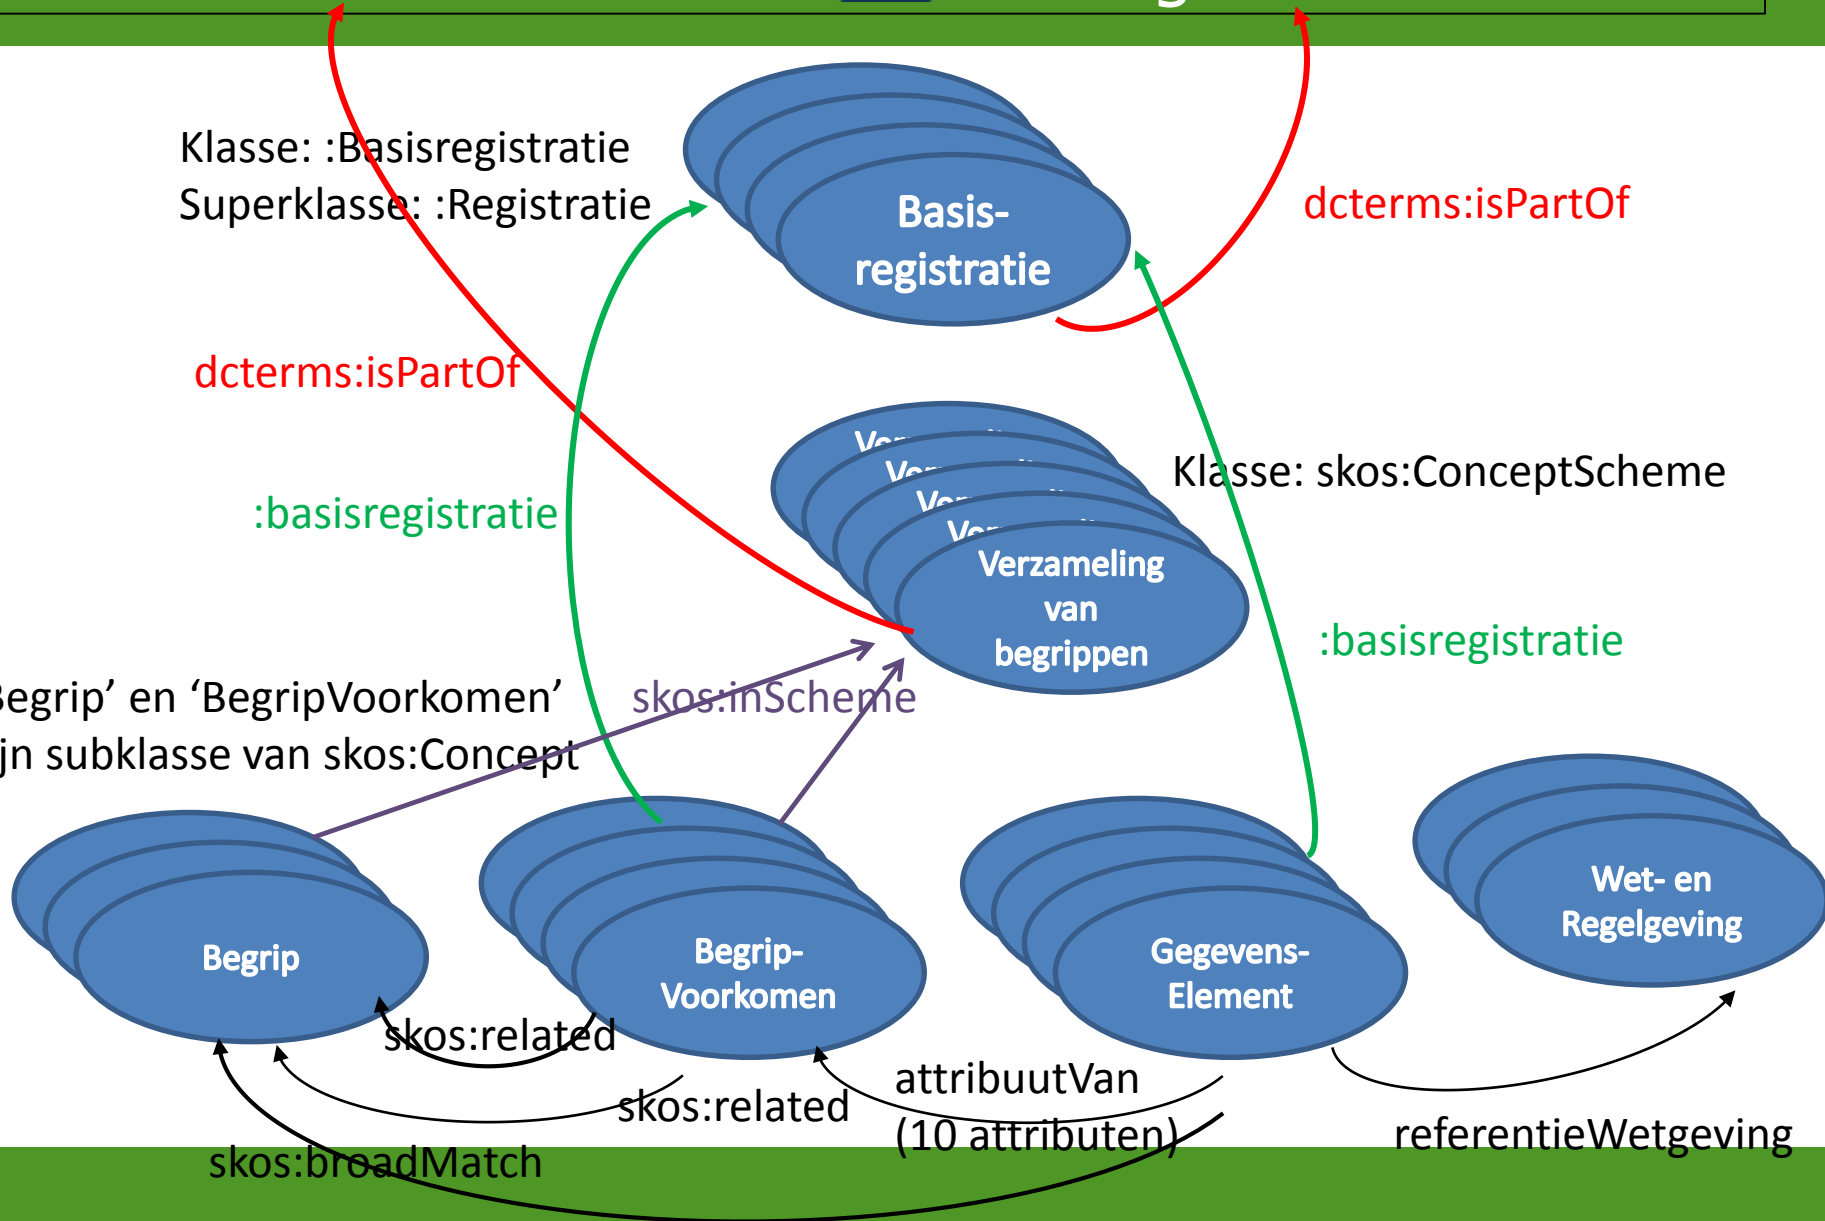 Klasse: :Basisregistratie
Superklasse: :Registratie
Basis-
registratie
dcterms:isPartOf
dcterms:isPartOf
Klasse: skos:ConceptScheme
:basisregistratie
Verzameling
van
begrippen
:basisregistratie
Begrip’ en ‘BegripVoorkomen’
subklasse van skos:Concept
skos:inScheme
Begrip
Begrip-
Voorkomen
Gegevens-
Element
Wet- en
Regelgeving
skos:related
skos:related
attribuutVan
(10 attributen)
referentieWetgeving
skos:broadMatch